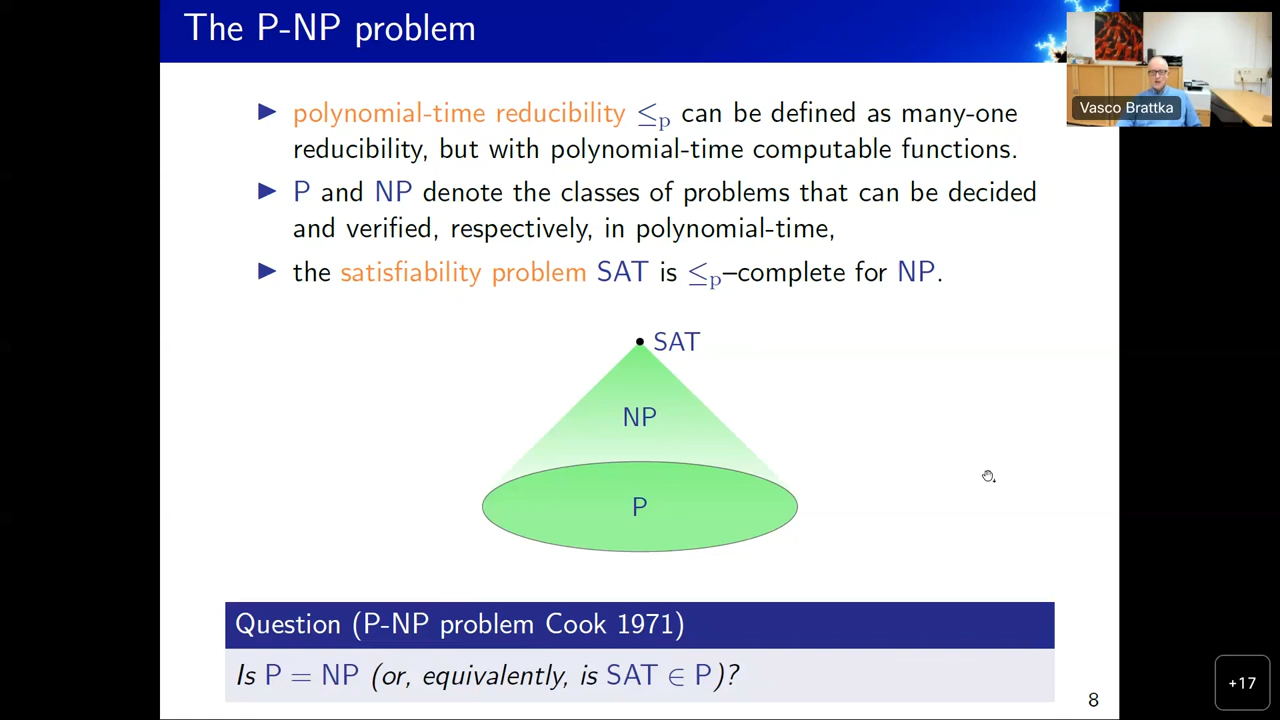 The P-NP problem
Vasco Brattka
▶ polynomial-time reducibility ≤p can be defined as many-one
reducibility, but with polynomial-time computable functions.
▶ P and NP denote the classes of problems that can be decided
and verified, respectively, in polynomial-time,
▶ the satisfiability problem SAT is ≤p–complete for NP.
SAT
NP
P
Question (P-NP problem Cook 1971)
Is P = NP (or, equivalently, is SAT ∈ P)?
8
+17